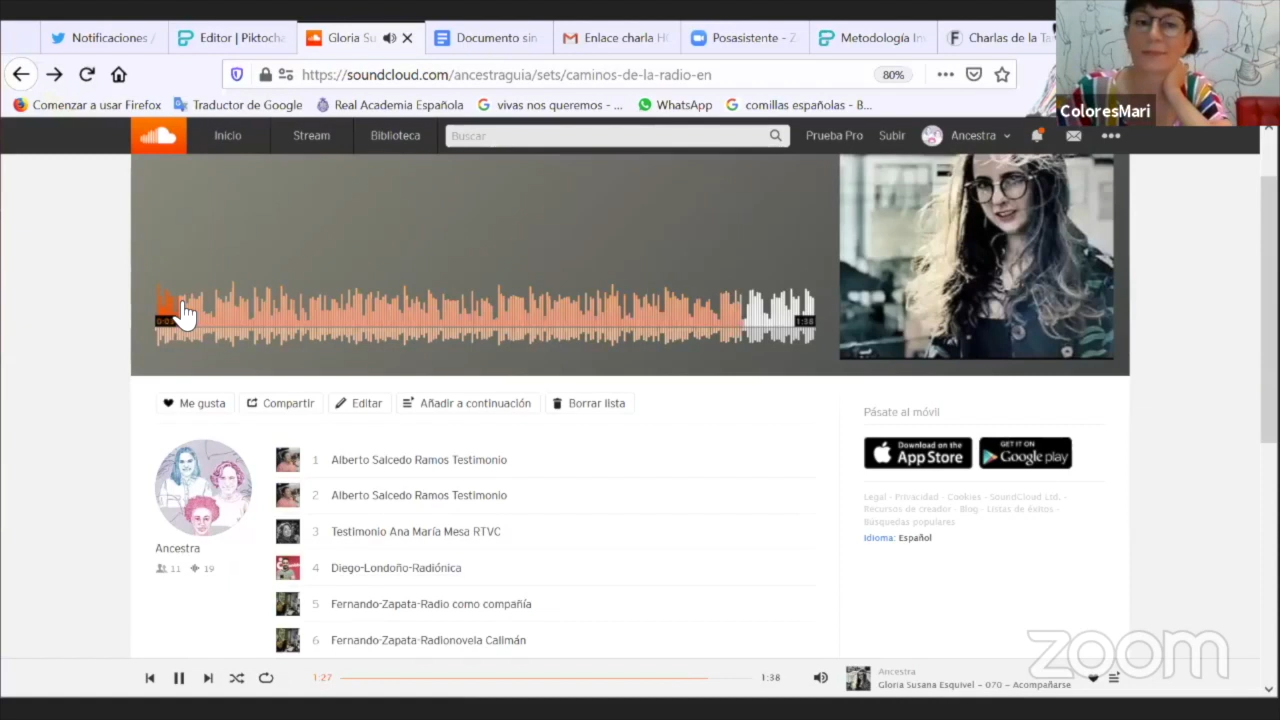 Notificaciones /
Editor | Piktocha
Gloria Su
Documento sin
Enlace charla H
Posasistente - Z
Metodología In
Charlas de la Ta
https://soundcloud.com/ancestraguia/sets/caminos-de-la-radio-en
80%
Comenzar a usar Firefox
Traductor de Google
Real Academia Española
vivas nos queremos - ...
WhatsApp
comillas españolas - B...
ColoresMari
Inicio
Stream
Biblioteca
Buscar
Prueba Pro
Subir
Ancestra
1:38
Me gusta
Compartir
Editar
Añadir a continuación
Borrar lista
Pásate al móvil
Download on the
App Store
GET IT ON
Google play
Legal - Privacidad - Cookies - SoundCloud Ltd. -
Recursos de creador - Blog - Listas de éxitos -
Búsquedas populares
Idioma: Español
Ancestra
11
19
1 Alberto Salcedo Ramos Testimonio
2 Alberto Salcedo Ramos Testimonio
3 Testimonio Ana María Mesa RTVC
4 Diego-Londoño-Radiónica
5 Fernando-Zapata-Radio como compañía
6 Fernando-Zapata-Radionovela Calimán
zoom
1:27
1:38
Ancestra
Gloria Susana Esquivel - 070 - Acompañarse